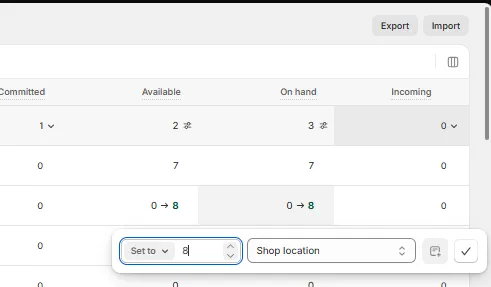 Export Import
Committed Available On hand Incoming
1 2 3 0
0 7 7 0
0 0 → 8 0 → 8 0
0
Set to 8 Shop location
0 0 0 0